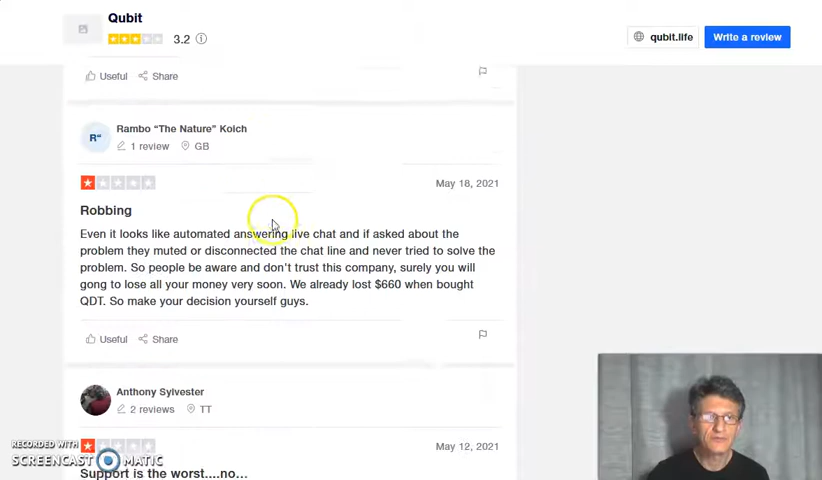 Qubit
3.2
qubit.life
Write a review
Useful Share
Rambo “The Nature” Koich
R“
1 review GB
May 18, 2021
Robbing
Even it looks like automated answering live chat and if asked about the
problem they muted or disconnected the chat line and never tried to solve the
problem. So people be aware and don't trust this company, surely you will
gong to lose all your money very soon. We already lost $660 when bought
QDT. So make your decision yourself guys.
Useful Share
Anthony Syivester
2 reviews TT
May 12, 2021
Support is the worst....no...
RECORDED WITH
SCREENCAST MATIC